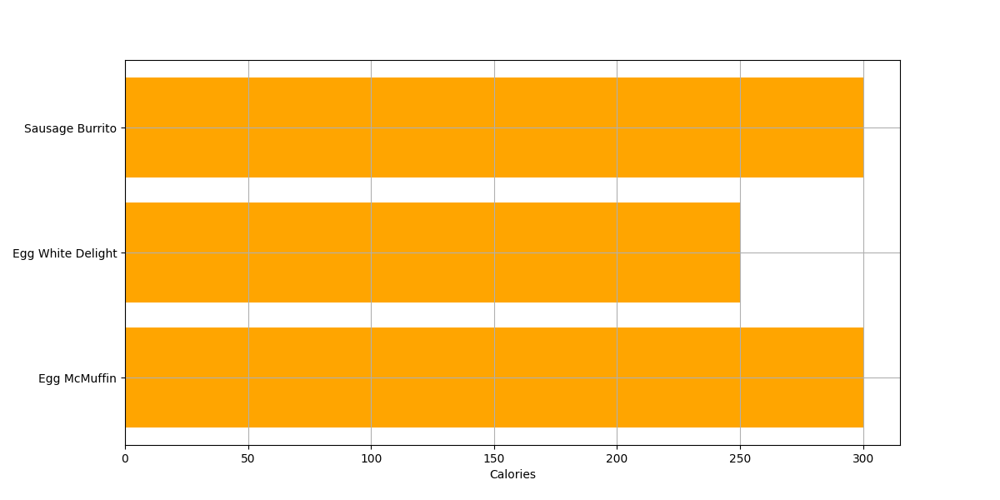 Sausage Burrito
Egg White Delight
Egg McMuffin
0 50 100 150 200 250 300
Calories